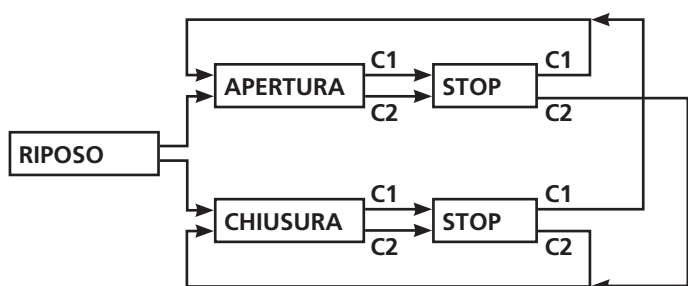 C1 C1
APERTURA STOP
C2 C2
RIPOSO
C1 C1
CHIUSURA STOP
C2 C2